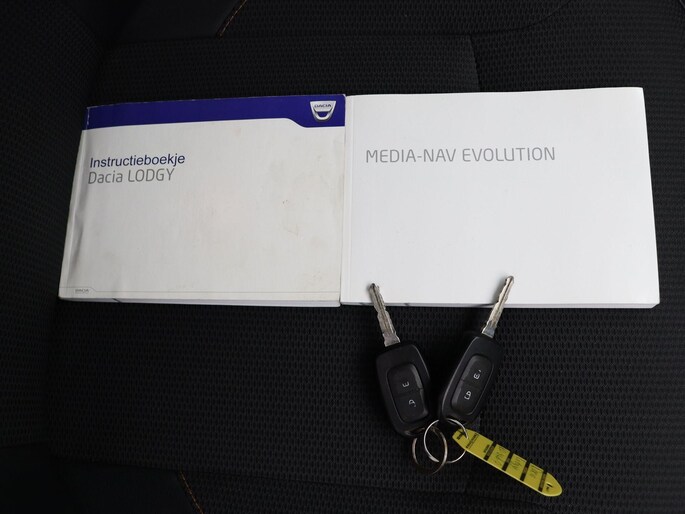 DACIA
Instructieboekje
Dacia LODGY
MEDIA-NAV EVOLUTION